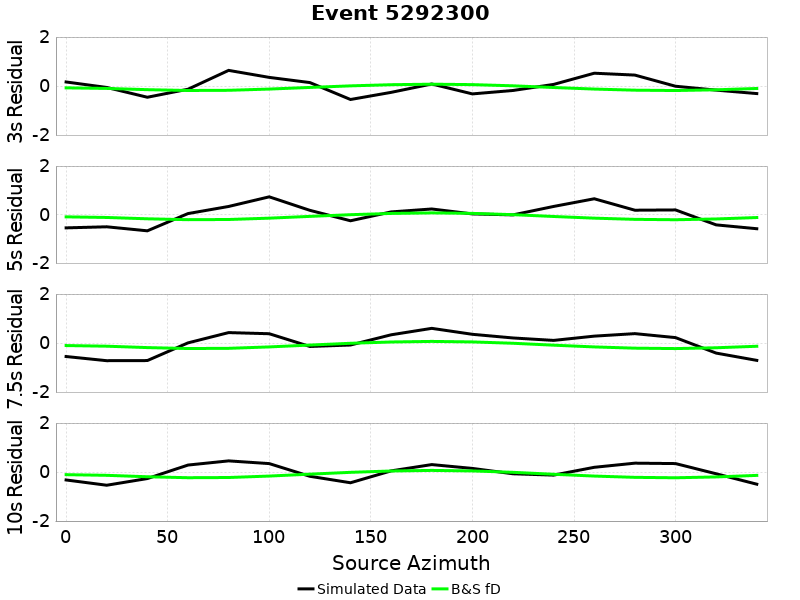 Event 5292300
3s Residual
2
0
-2
5s Residual
2
0
-2
7.5s Residual
2
0
-2
10s Residual
2
0
-2
0 50 100 150 200 250 300
Source Azimuth
Simulated Data B&S fD